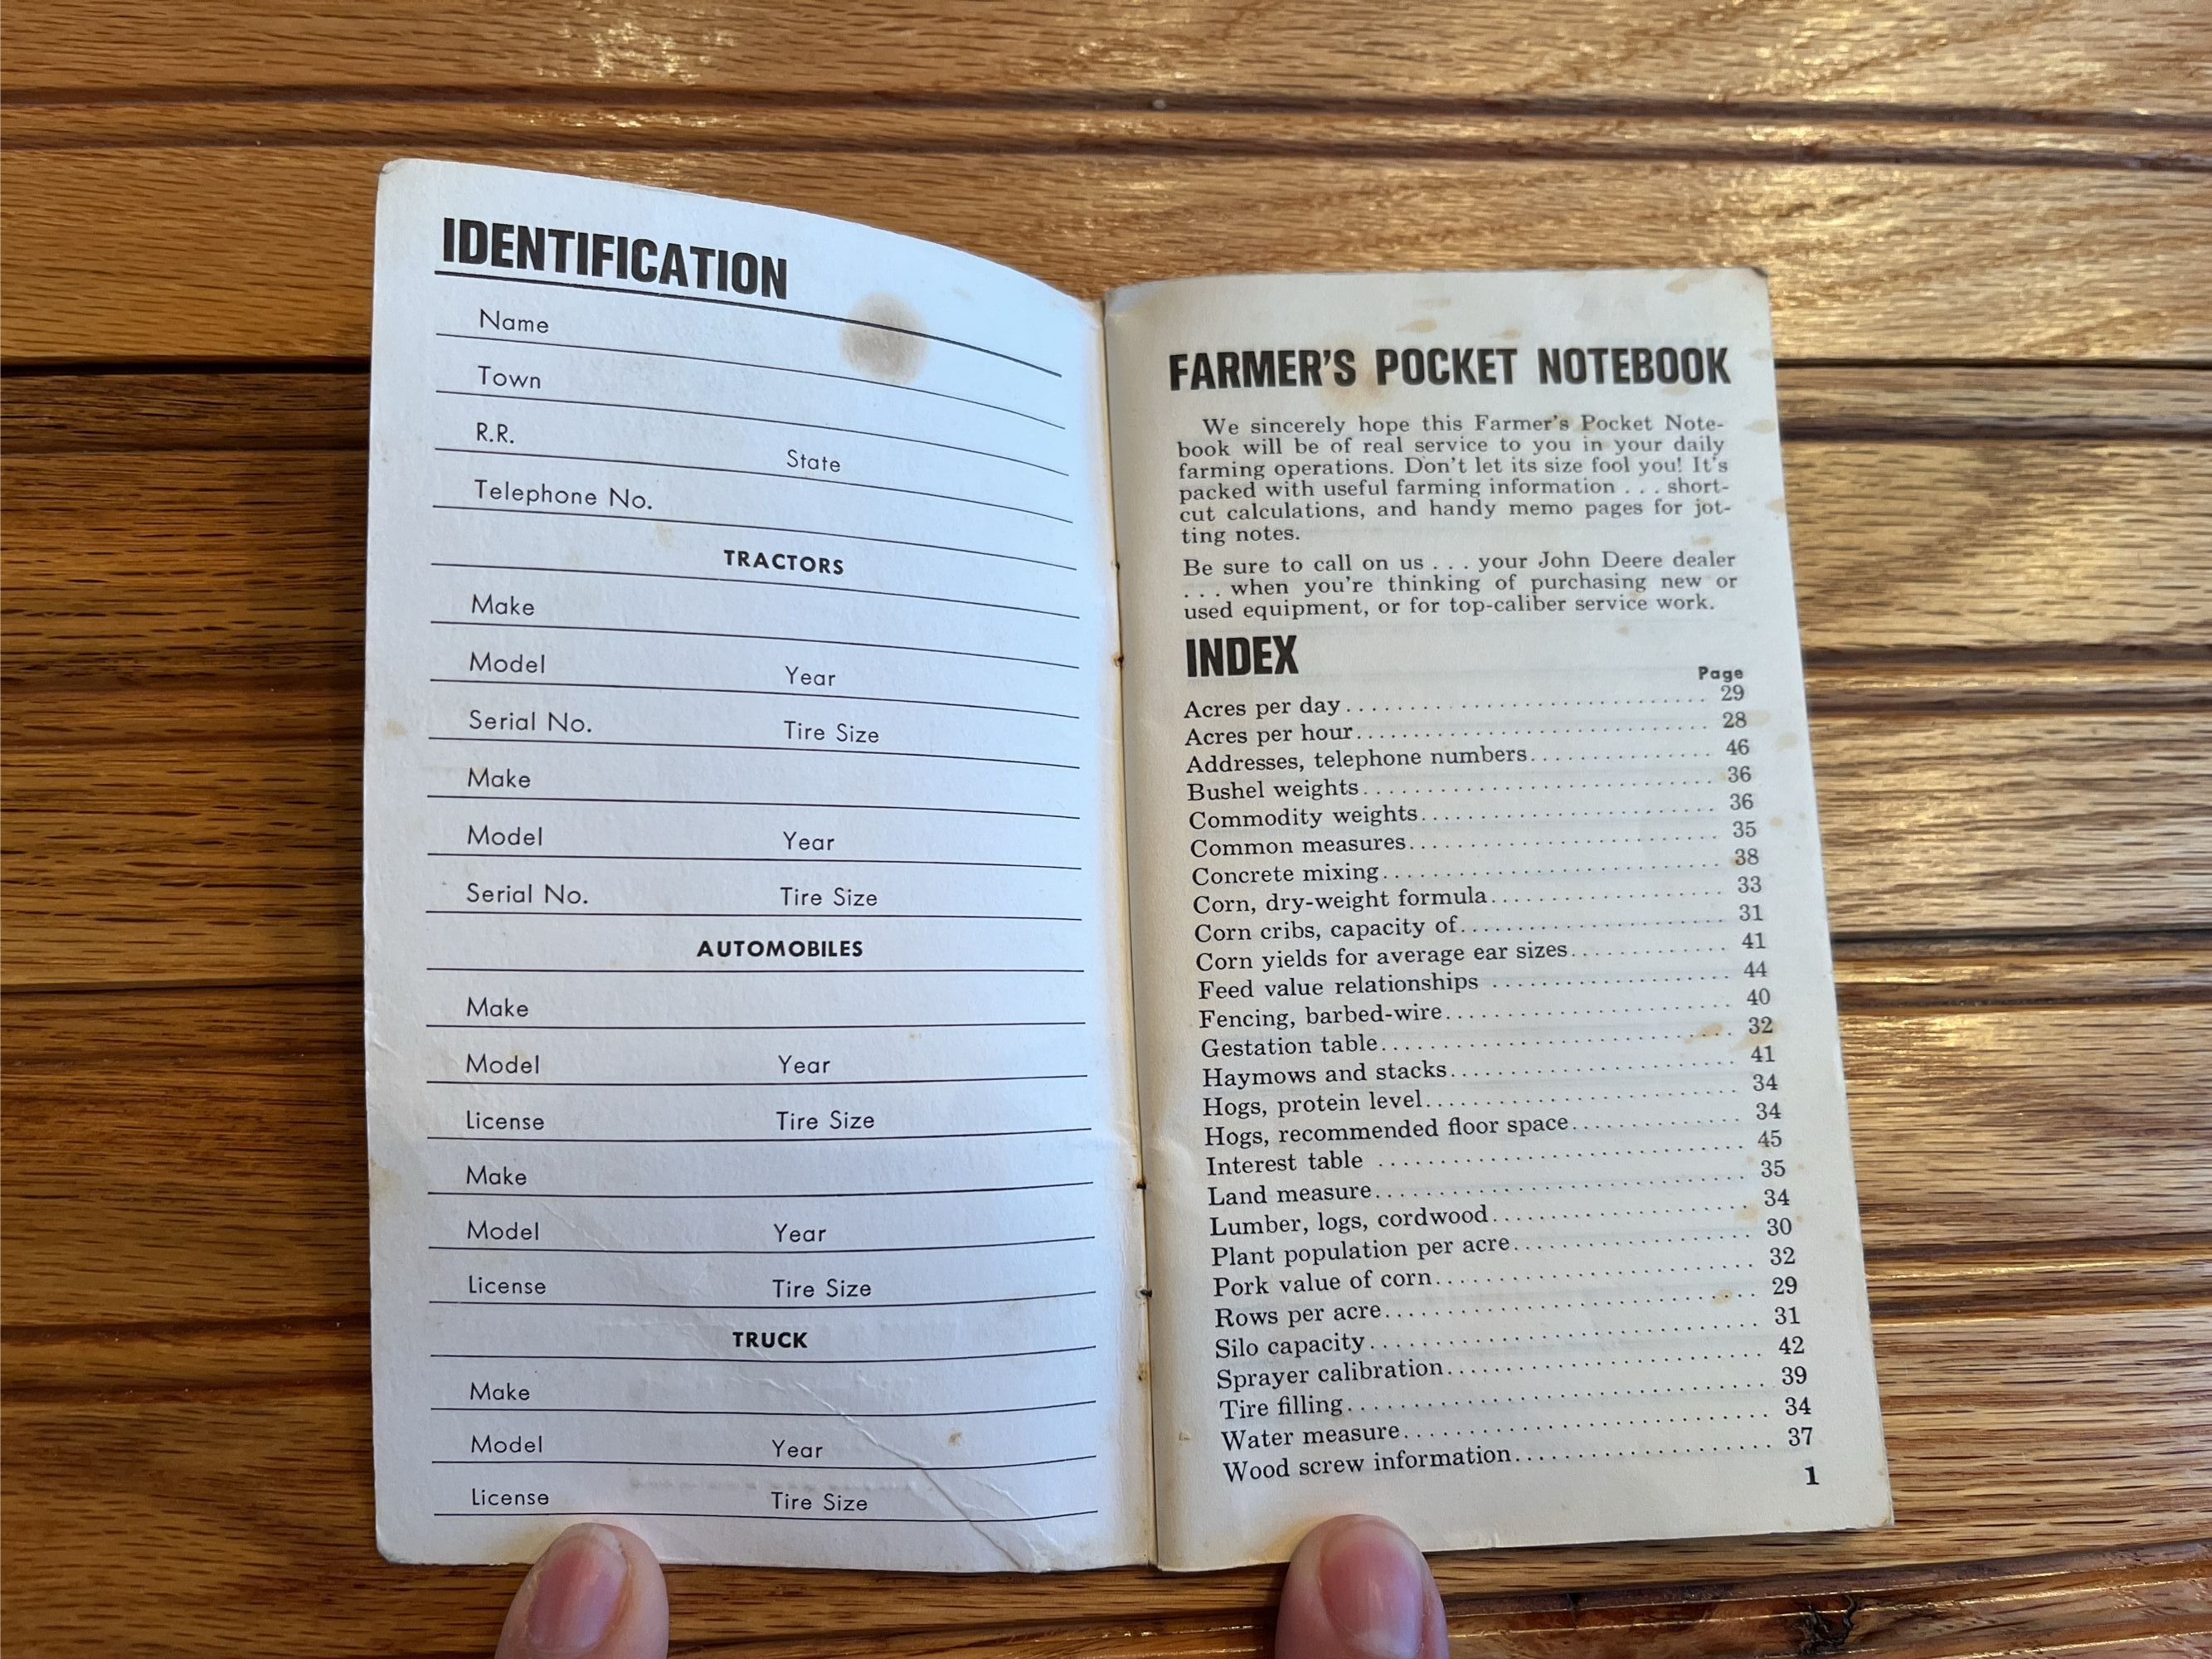 IDENTIFICATION
Name
Town
R.R. State
Telephone No.
TRACTORS
Make
Model Year
Serial No. Tire Size
Make
Model Year
Serial No. Tire Size
AUTOMOBILES
Make
Model Year
License Tire Size
Make
Model Year
License Tire Size
TRUCK
Make
Model Year
License Tire Size
FARMER'S POCKET NOTEBOOK
We sincerely hope this Farmer's Pocket Note-
book will be of real service to you in your daily
farming operations. Don't let its size fool you! It's
packed with useful farming information . . . short-
cut calculations, and handy memo pages for jot-
ting notes.
Be sure to call on us . . . your John Deere dealer
. . . when you're thinking of purchasing new or
used equipment, or for top-caliber service work.
INDEX
Page
Acres per day 29
Acres per hour 28
Addresses, telephone numbers 46
Bushel weights 36
Commodity weights 36
Common measures 35
Concrete mixing 38
Corn, dry-weight formula 33
Corn cribs, capacity of 31
Corn yields for average ear sizes 41
Feed value relationships 44
Fencing, barbed-wire 40
Gestation table 32
Haymows and stacks 41
Hogs, protein level 34
Hogs, recommended floor space 34
Interest table 45
Land measure 35
Lumber, logs, cordwood 34
Plant population per acre 30
Pork value of corn 32
Rows per acre 29
Silo capacity 31
Sprayer calibration 42
Tire filling 39
Water measure 34
Wood screw information 37
1